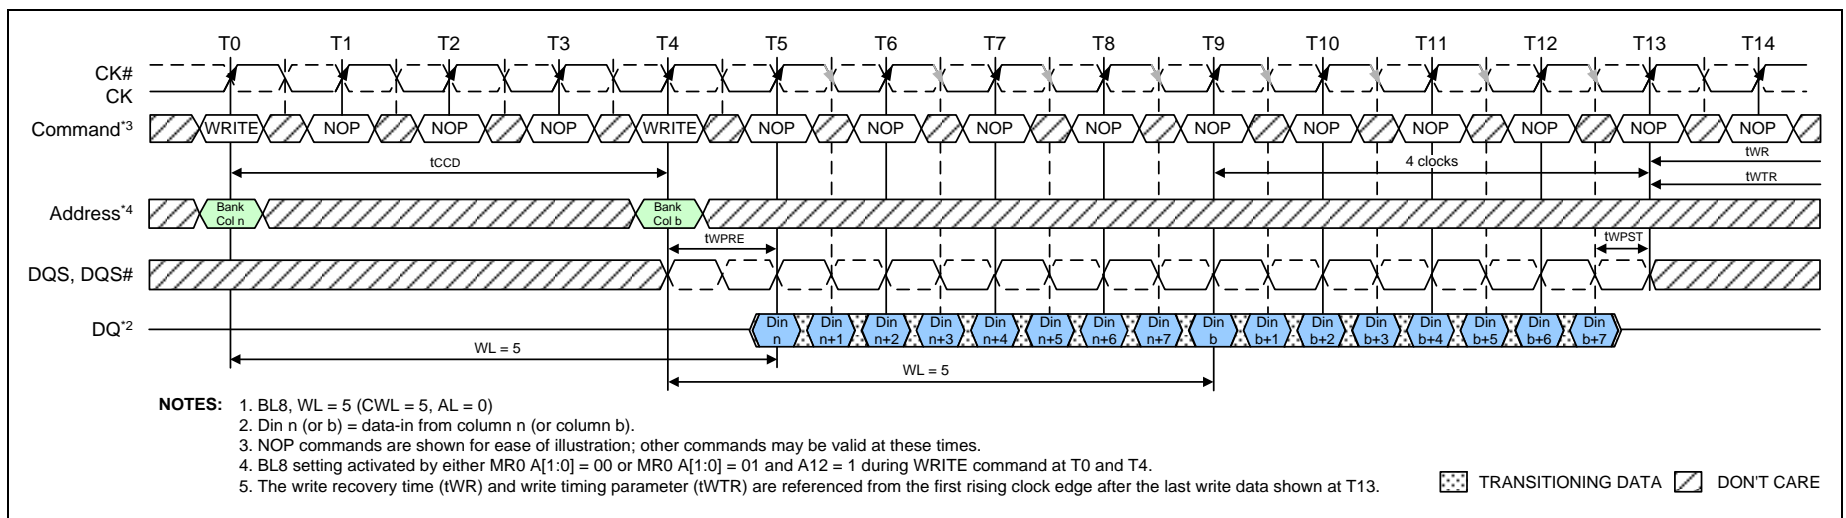 T0 T1 T2 T3 T4 T5 T6 T7 T8 T9 T10 T11 T12 T13 T14
CK#
CK
Command*3 WRITE NOP NOP NOP WRITE NOP NOP NOP NOP NOP NOP NOP NOP NOP NOP
tCCD 4 clocks tWR
tWTR
Address*4 Bank Col n Bank Col b
tWPRE tWPST
DQS, DQS#
DQ*2 Din n Din n+1 Din n+2 Din n+3 Din n+4 Din n+5 Din n+6 Din n+7 Din b Din b+1 Din b+2 Din b+3 Din b+4 Din b+5 Din b+6 Din b+7
WL = 5
WL = 5
NOTES: 1. BL8, WL = 5 (CWL = 5, AL = 0)
2. Din n (or b) = data-in from column n (or column b).
3. NOP commands are shown for ease of illustration; other commands may be valid at these times.
4. BL8 setting activated by either MR0 A[1:0] = 00 or MR0 A[1:0] = 01 and A12 = 1 during WRITE command at T0 and T4.
5. The write recovery time (tWR) and write timing parameter (tWTR) are referenced from the first rising clock edge after the last write data shown at T13.
TRANSITIONING DATA DON'T CARE